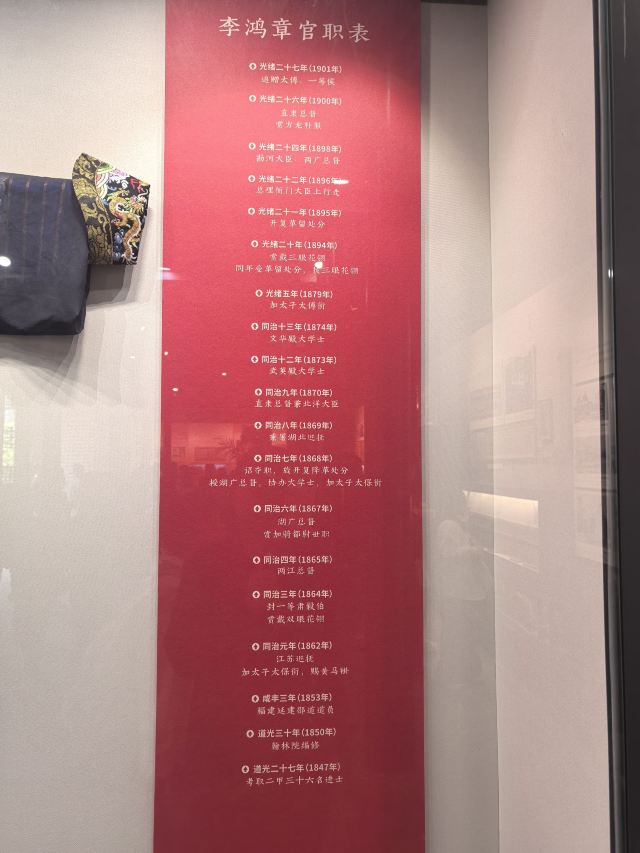 李鸿章官职表
光绪二十七年(1901年)
追赠太傅、一等侯
光绪二十六年(1900年)
直隶总督
赏方龙补服
光绪二十四年(1898年)
勘河大臣、两广总督
光绪二十二年(1896年)
总理衙门大臣上行走
光绪二十一年(1895年)
开复革留处分
光绪二十年(1894年)
赏戴三眼花翎
同年受革留处分，拔三眼花翎
光绪五年(1879年)
加太子太傅衔
同治十三年(1874年)
文华殿大学士
同治十二年(1873年)
武英殿大学士
同治九年(1870年)
直隶总督兼北洋大臣
同治八年(1869年)
兼署湖北巡抚
同治七年(1868年)
诏夺职，旋开复降革处分
授湖广总督，协办大学士，加太子太保衔
同治六年(1867年)
湖广总督
赏加骑都尉世职
同治四年(1865年)
两江总督
同治三年(1864年)
封一等肃毅伯
赏戴双眼花翎
同治元年(1862年)
江苏巡抚
加太子太保衔，赐黄马褂
咸丰三年(1853年)
福建延建邵道道员
道光三十年(1850年)
翰林院编修
道光二十七年(1847年)
考取二甲三十六名进士